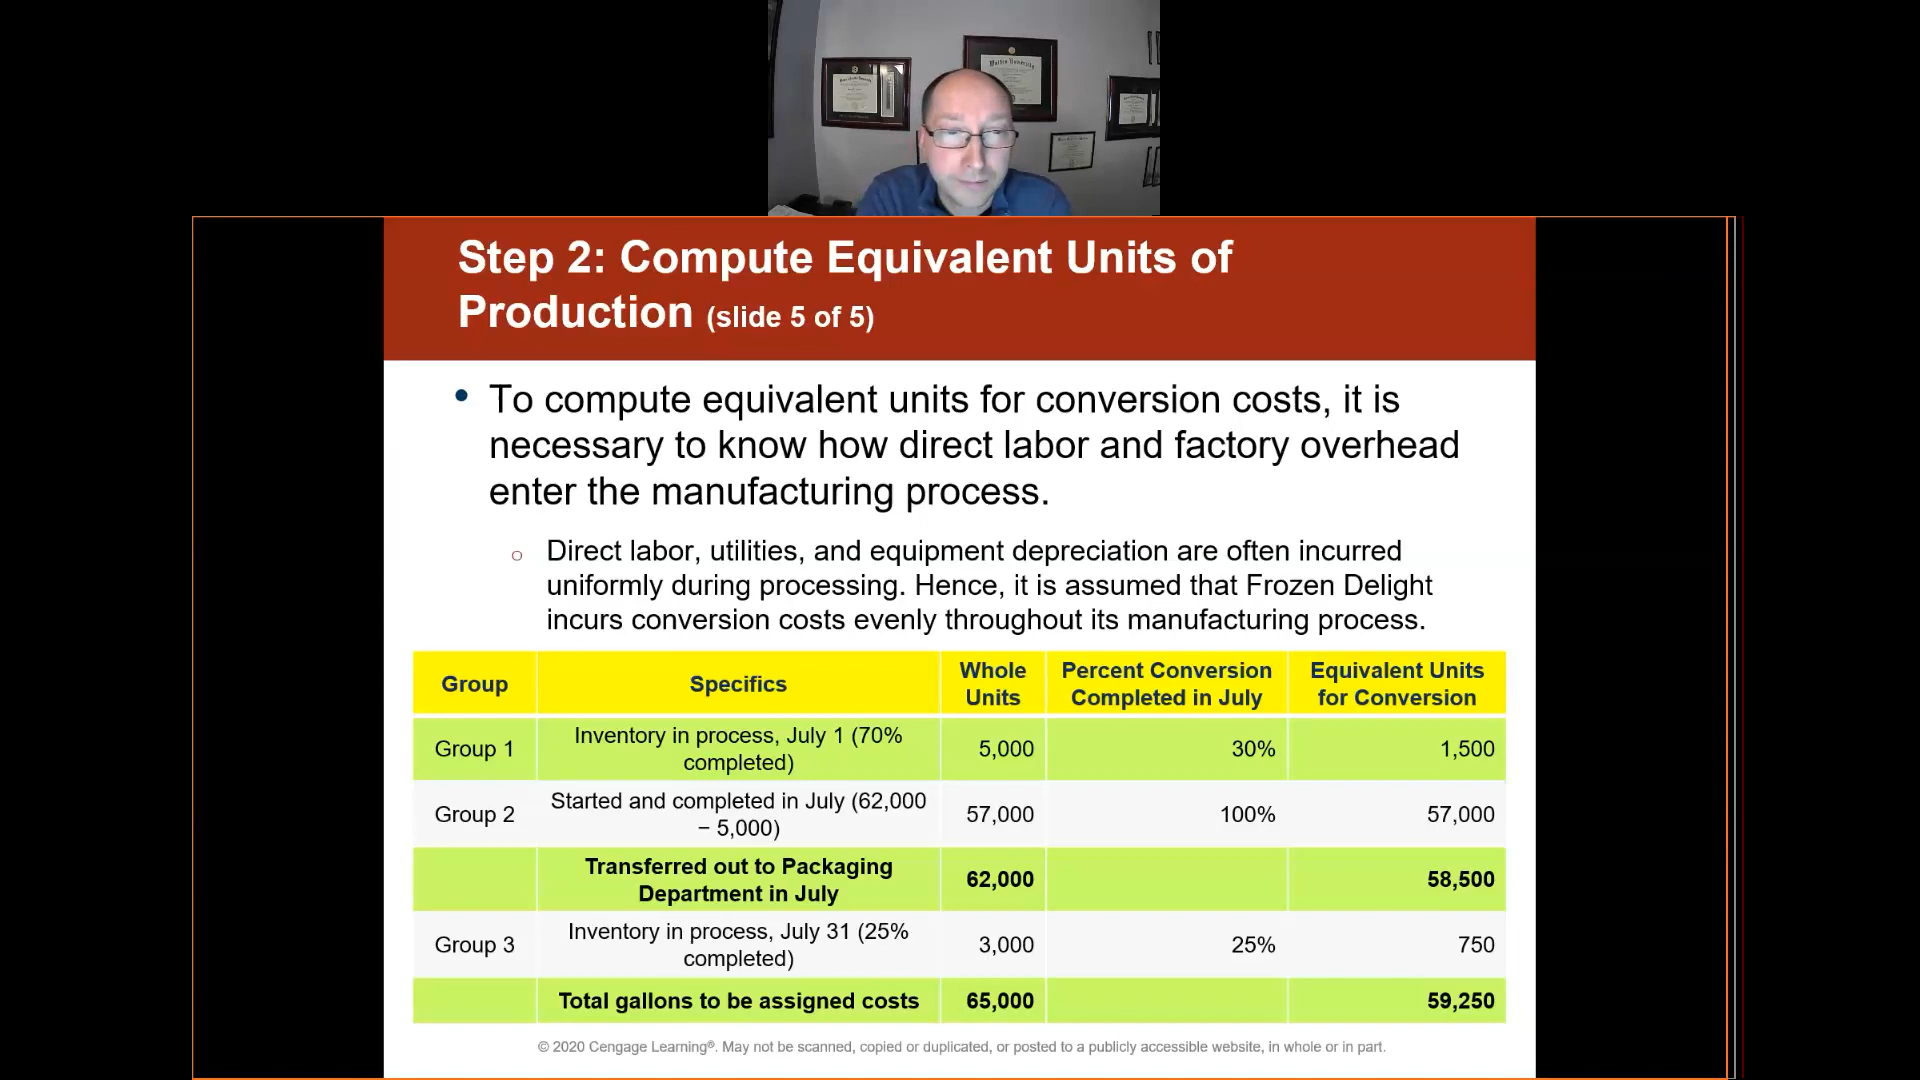 Step 2: Compute Equivalent Units of
Production (slide 5 of 5)
• To compute equivalent units for conversion costs, it is
necessary to know how direct labor and factory overhead
enter the manufacturing process.
o Direct labor, utilities, and equipment depreciation are often incurred
uniformly during processing. Hence, it is assumed that Frozen Delight
incurs conversion costs evenly throughout its manufacturing process.
Group Specifics Whole Units Percent Conversion Completed in July Equivalent Units for Conversion
Group 1 Inventory in process, July 1 (70% completed) 5,000 30% 1,500
Group 2 Started and completed in July (62,000 − 5,000) 57,000 100% 57,000
Transferred out to Packaging Department in July 62,000 58,500
Group 3 Inventory in process, July 31 (25% completed) 3,000 25% 750
Total gallons to be assigned costs 65,000 59,250
© 2020 Cengage Learning®. May not be scanned, copied or duplicated, or posted to a publicly accessible website, in whole or in part.